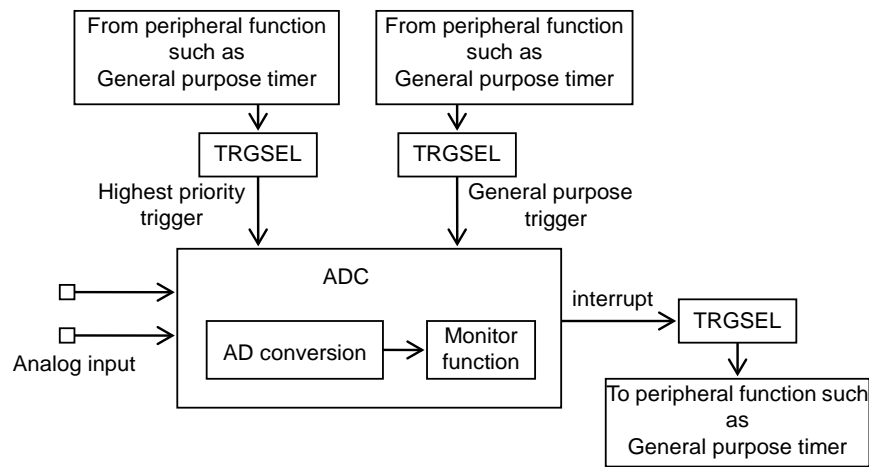 From peripheral function
such as
General purpose timer
From peripheral function
such as
General purpose timer
TRGSEL
TRGSEL
Highest priority
trigger
General purpose
trigger
ADC
interrupt
TRGSEL
AD conversion
Monitor
function
Analog input
To peripheral function such
as
General purpose timer